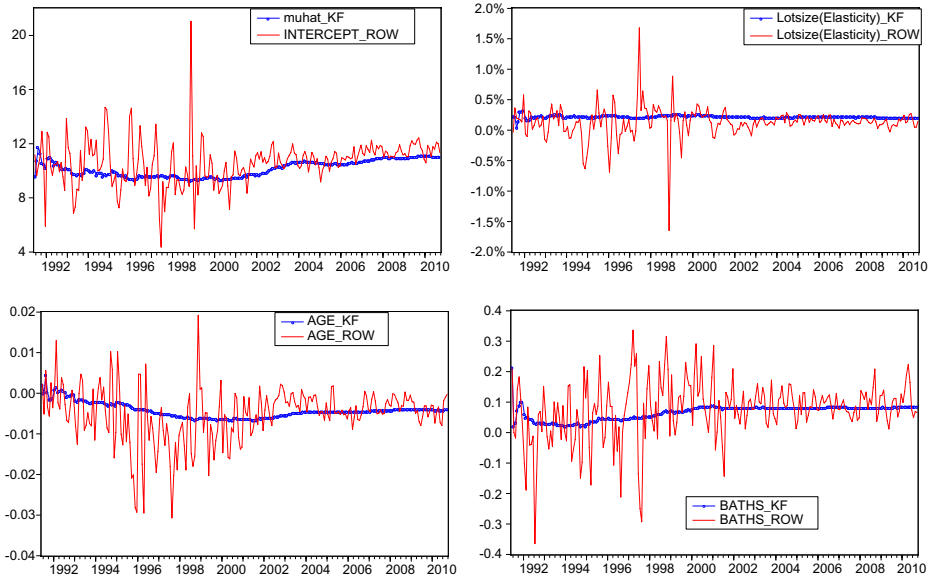 muhat_KF
INTERCEPT_ROW
20
16
12
8
4
1992 1994 1996 1998 2000 2002 2004 2006 2008 2010
Lotsize(Elasticity)_KF
Lotsize(Elasticity)_ROW
2.0%
1.5%
1.0%
0.5%
0.0%
-0.5%
-1.0%
-1.5%
-2.0%
1992 1994 1996 1998 2000 2002 2004 2006 2008 2010
AGE_KF
AGE_ROW
0.02
0.01
0.00
-0.01
-0.02
-0.03
-0.04
1992 1994 1996 1998 2000 2002 2004 2006 2008 2010
0.4
0.3
0.2
0.1
0.0
-0.1
-0.2
-0.3
-0.4
BATHS_KF
BATHS_ROW
1992 1994 1996 1998 2000 2002 2004 2006 2008 2010